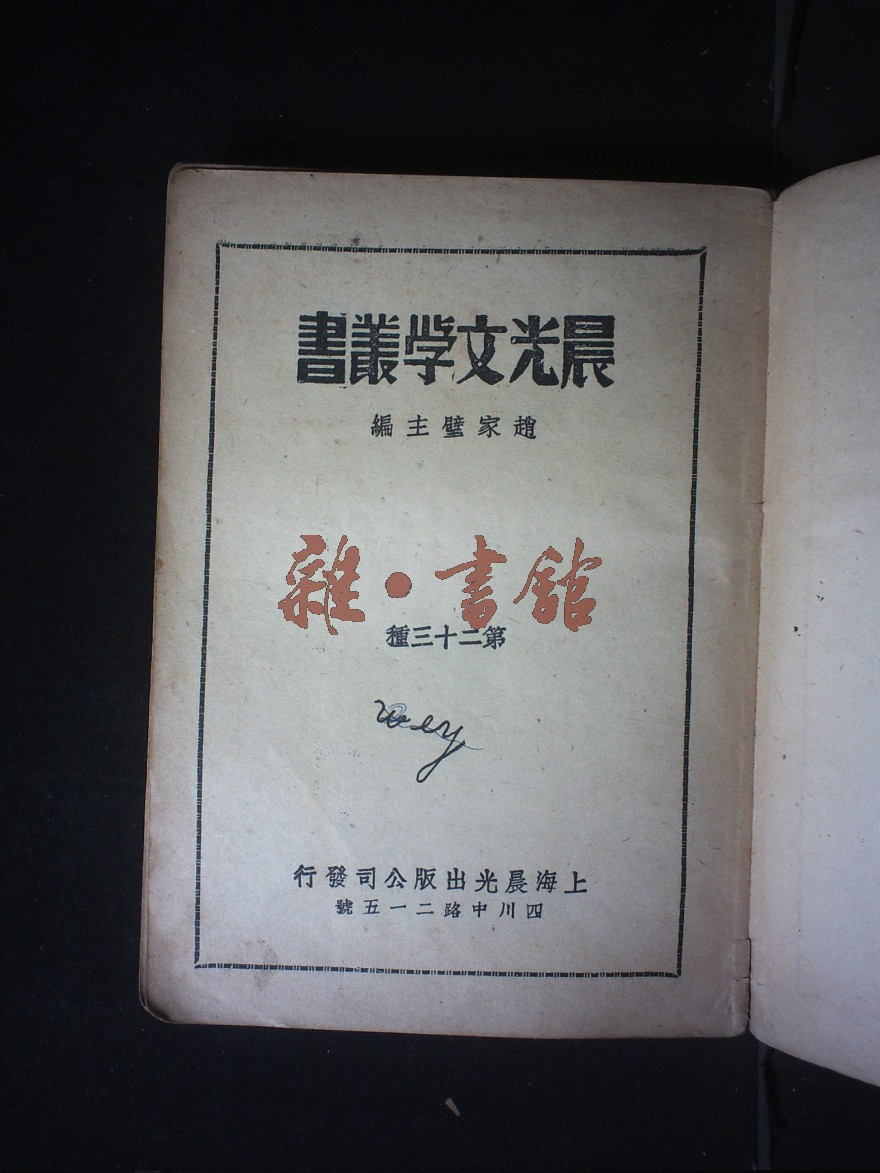 晨光文学叢書
趙家璧主編
雜·書館
第二十三種
上海晨光出版公司發行
四川中路二一五號